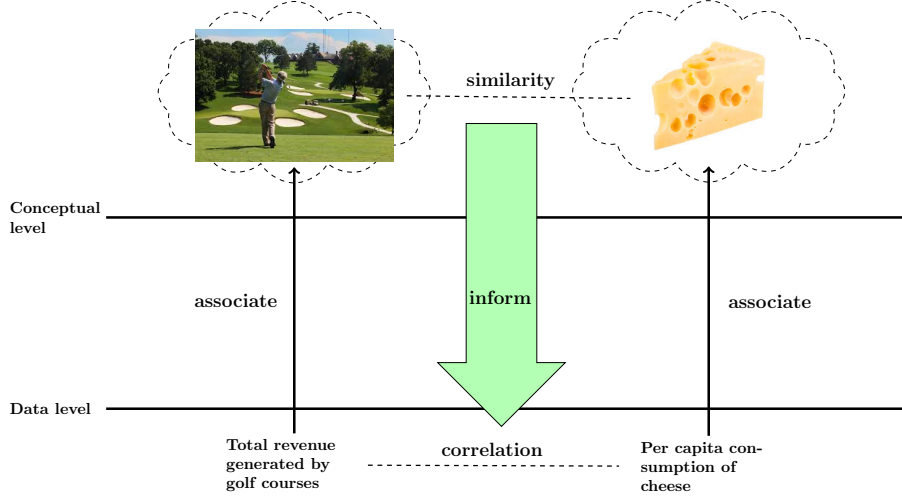 similarity
Conceptual
level
associate
inform
associate
Data level
Total revenue
generated by
golf courses
correlation
Per capita con-
sumption of
cheese